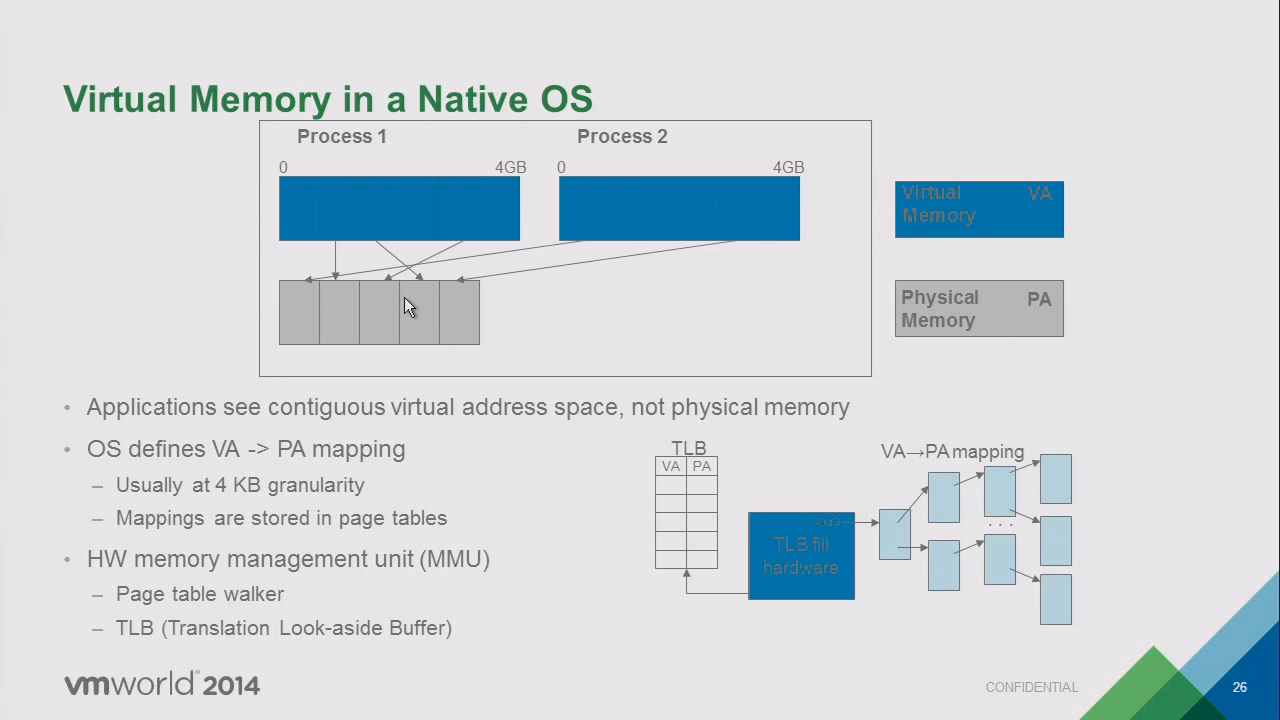 Virtual Memory in a Native OS
Process 1
Process 2
0
4GB
0
4GB
Virtual
Memory
VA
Physical
Memory
PA
• Applications see contiguous virtual address space, not physical memory
• OS defines VA -> PA mapping
– Usually at 4 KB granularity
– Mappings are stored in page tables
• HW memory management unit (MMU)
– Page table walker
– TLB (Translation Look-aside Buffer)
TLB
VA PA
TLB fill
hardware
VA→PA mapping
. . .
vmworld® 2014
CONFIDENTIAL
26